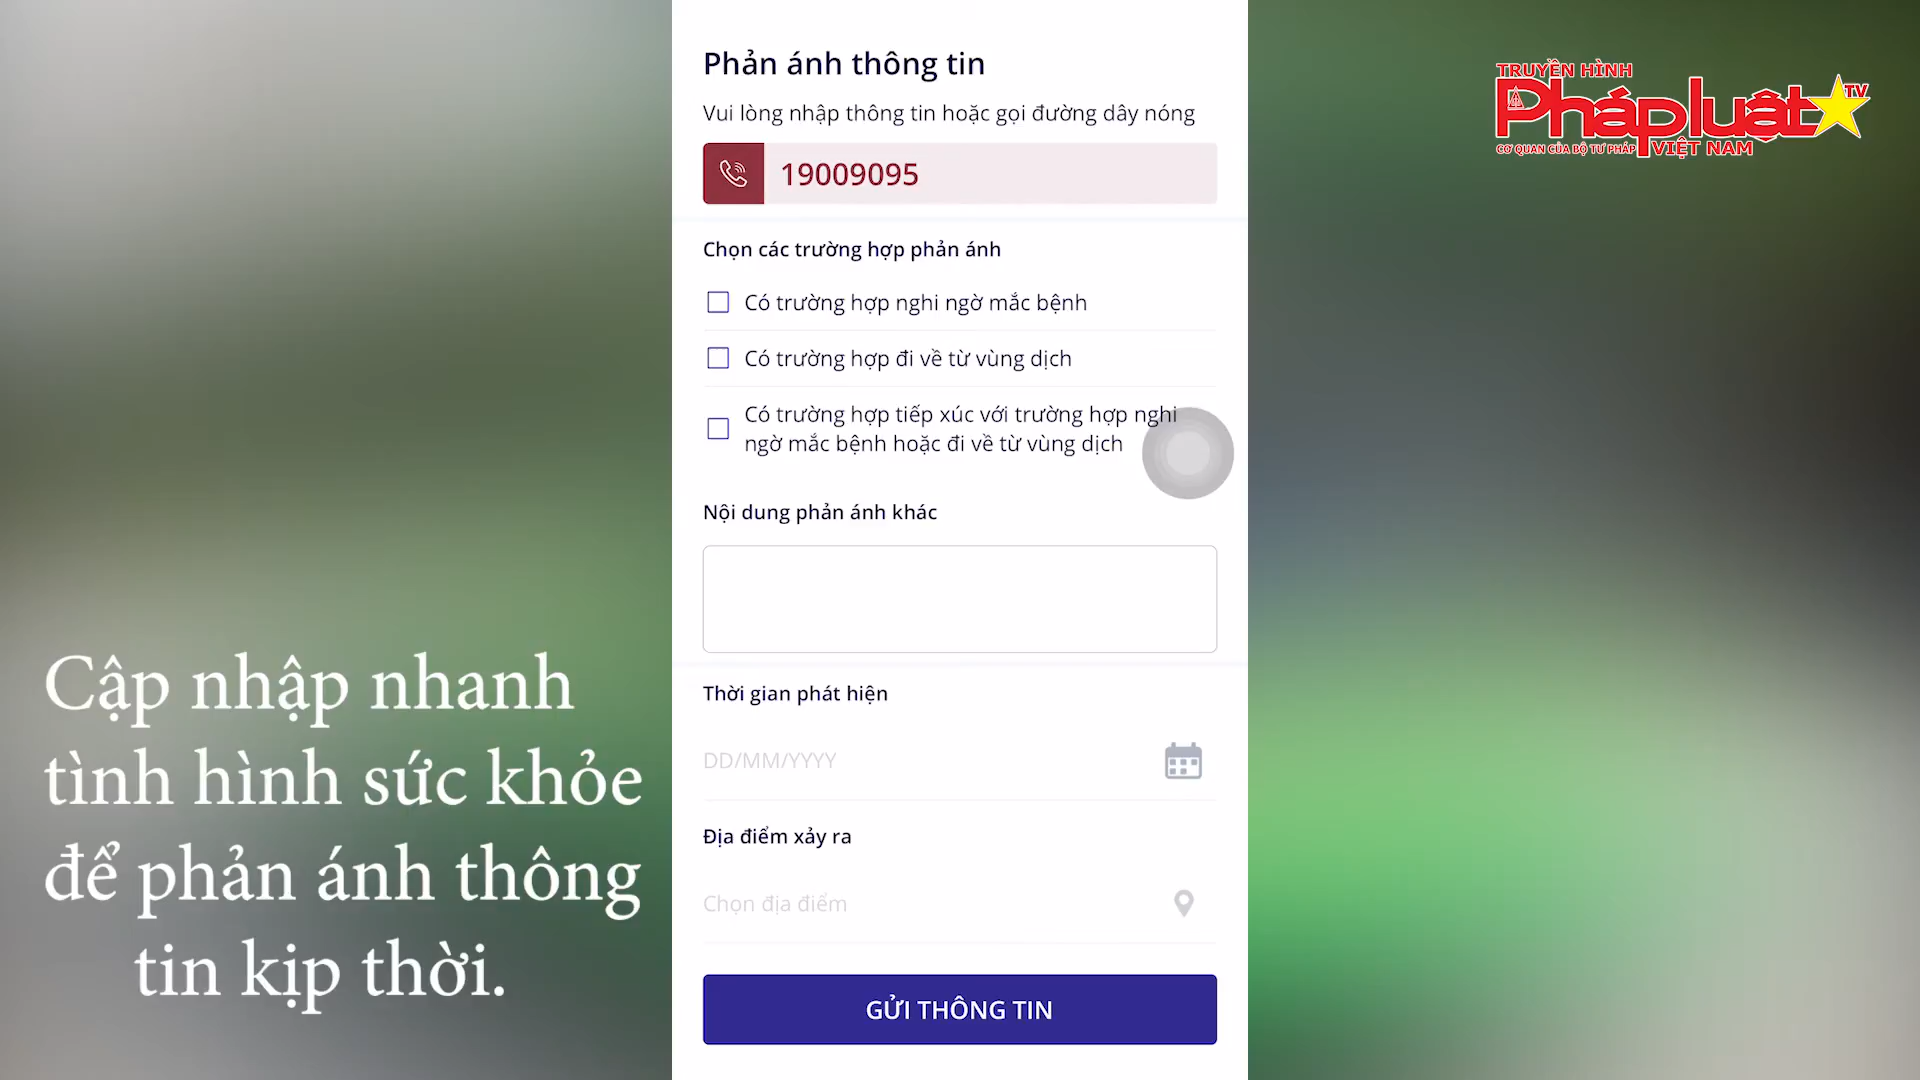 Phản ánh thông tin
Vui lòng nhập thông tin hoặc gọi đường dây nóng
19009095
Chọn các trường hợp phản ánh
Có trường hợp nghi ngờ mắc bệnh
Có trường hợp đi về từ vùng dịch
Có trường hợp tiếp xúc với trường hợp nghi
ngờ mắc bệnh hoặc đi về từ vùng dịch
Nội dung phản ánh khác
Thời gian phát hiện
DD/MM/YYYY
Địa điểm xảy ra
Chọn địa điểm
GỬI THÔNG TIN
Cập nhập nhanh
tình hình sức khỏe
để phản ánh thông
tin kịp thời.
TRUYỀN HÌNH
Pháp luật TV
CƠ QUAN CỦA BỘ TƯ PHÁP VIỆT NAM